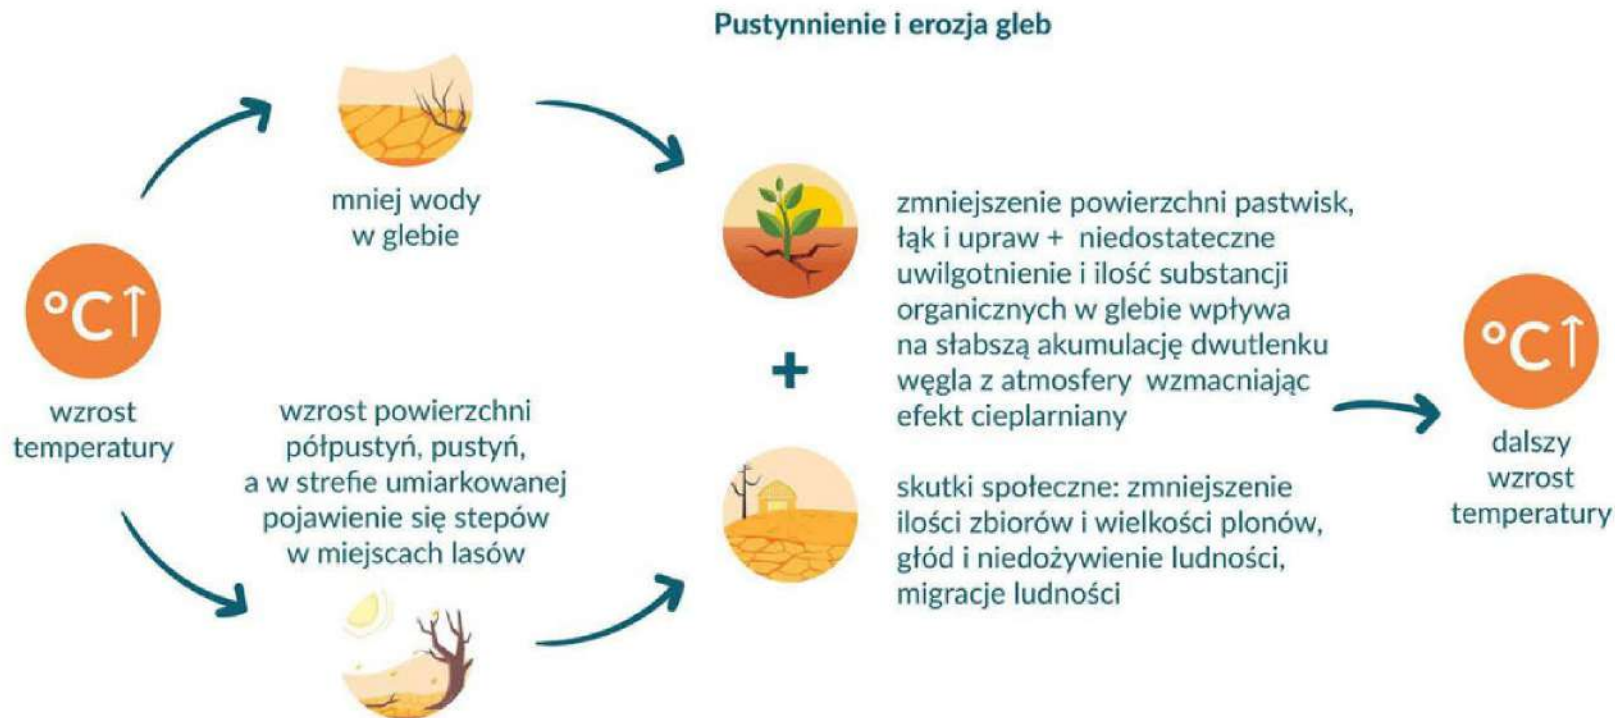 Pustynnienie i erozja gleb
mniej wody
w glebie
°C↑
wzrost
temperatury
wzrost powierzchni
półpustyń, pustyń,
a w strefie umiarkowanej
pojawienie się stepów
w miejscach lasów
zmniejszenie powierzchni pastwisk,
łąk i upraw + niedostateczne
uwilgotnienie i ilość substancji
organicznych w glebie wpływa
na słabszą akumulację dwutlenku
węgla z atmosfery wzmacniając
efekt cieplarniany
+
skutki społeczne: zmniejszenie
ilości zbiorów i wielkości plonów,
głód i niedożywienie ludności,
migracje ludności
°C↑
dalszy
wzrost
temperatury